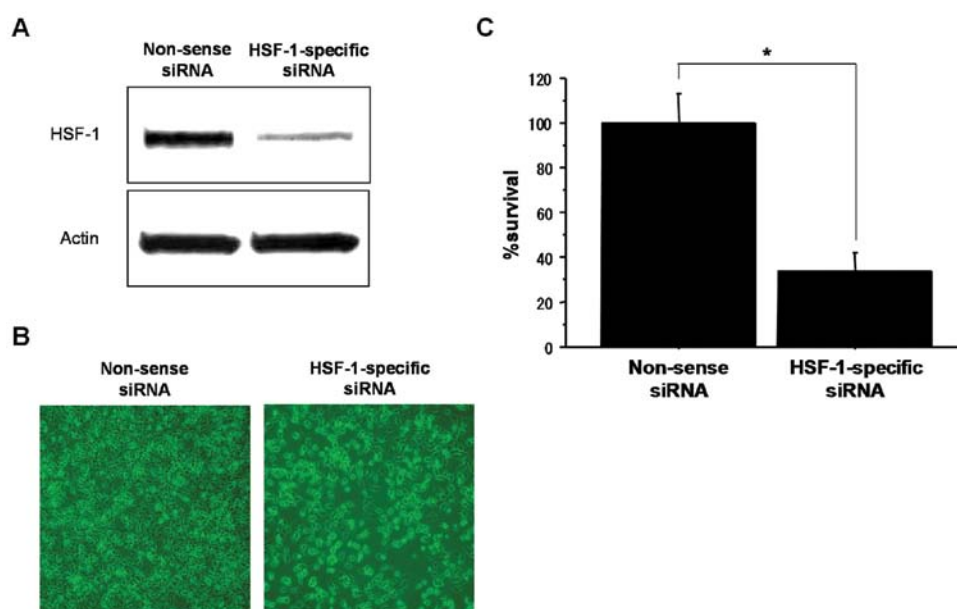 A
Non-sense
siRNA
HSF-1-specific
siRNA
HSF-1
Actin
B
Non-sense
siRNA
HSF-1-specific
siRNA
C
*
120
100
80
60
40
20
0
%survival
Non-sense
siRNA
HSF-1-specific
siRNA